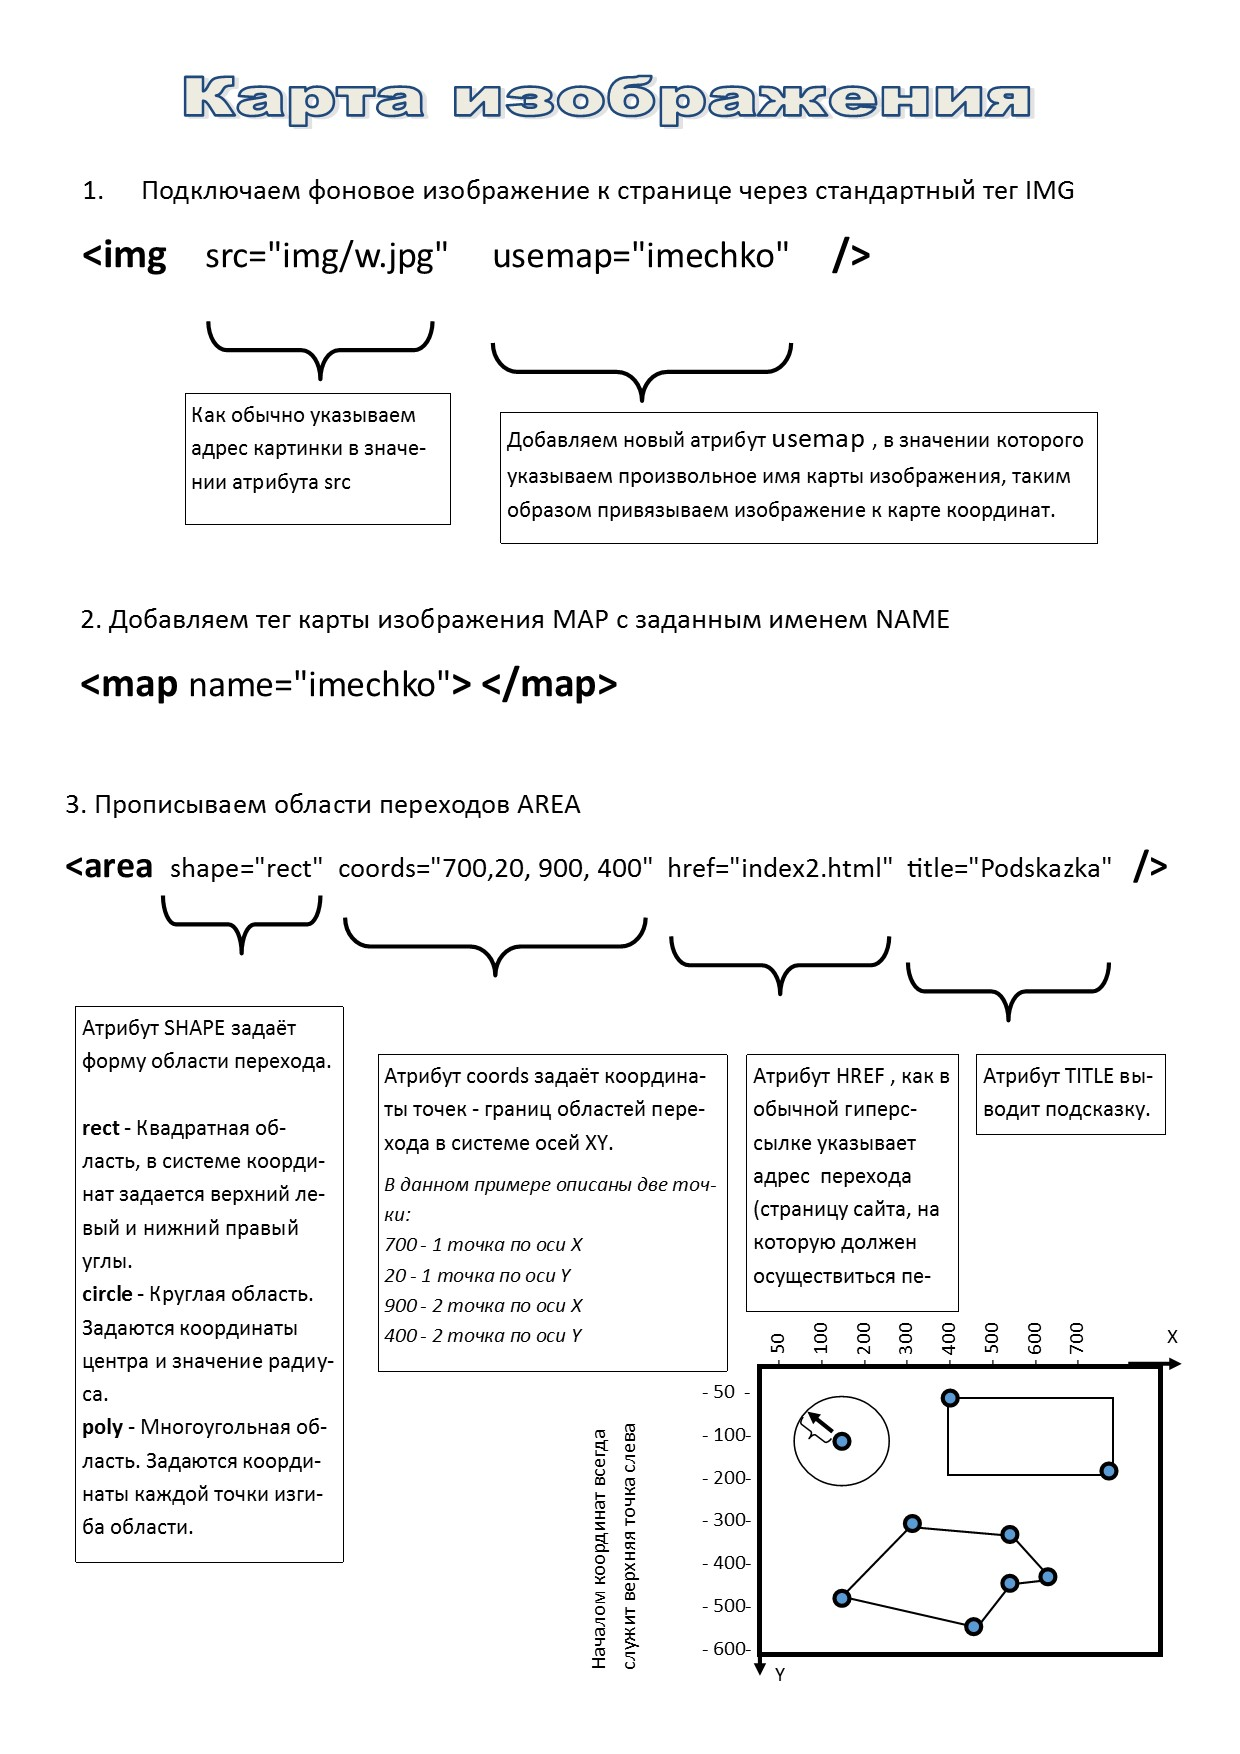 Карта изображения
1. Подключаем фоновое изображение к странице через стандартный тег IMG
<img src="img/w.jpg" usemap="imechko" />
Как обычно указываем
адрес картинки в значе-
нии атрибута src
Добавляем новый атрибут usemap , в значении которого
указываем произвольное имя карты изображения, таким
образом привязываем изображение к карте координат.
2. Добавляем тег карты изображения MAP с заданным именем NAME
<map name="imechko"> </map>
3. Прописываем области переходов AREA
<area shape="rect" coords="700,20, 900, 400" href="index2.html" title="Podskazka" />
Атрибут SHAPE задаёт
форму области перехода.
rect - Квадратная об-
ласть, в системе коорди-
нат задается верхний ле-
вый и нижний правый
углы.
circle - Круглая область.
Задаются координаты
центра и значение радиу-
са.
poly - Многоугольная об-
ласть. Задаются коорди-
наты каждой точки изги-
ба области.
Атрибут coords задаёт координа-
ты точек - границ областей пере-
хода в системе осей XY.
В данном примере описаны две точ-
ки:
700 - 1 точка по оси X
20 - 1 точка по оси Y
900 - 2 точка по оси X
400 - 2 точка по оси Y
Атрибут HREF , как в
обычной гиперс-
сылке указывает
адрес перехода
(страницу сайта, на
которую должен
осуществиться пе-
Атрибут TITLE вы-
водит подсказку.
- 50
- 100
- 200
- 300
- 400
- 500
- 600
- 700
X
- 50 -
- 100-
- 200-
- 300-
- 400-
- 500-
- 600-
Y
Началом координат всегда
служит верхняя точка слева